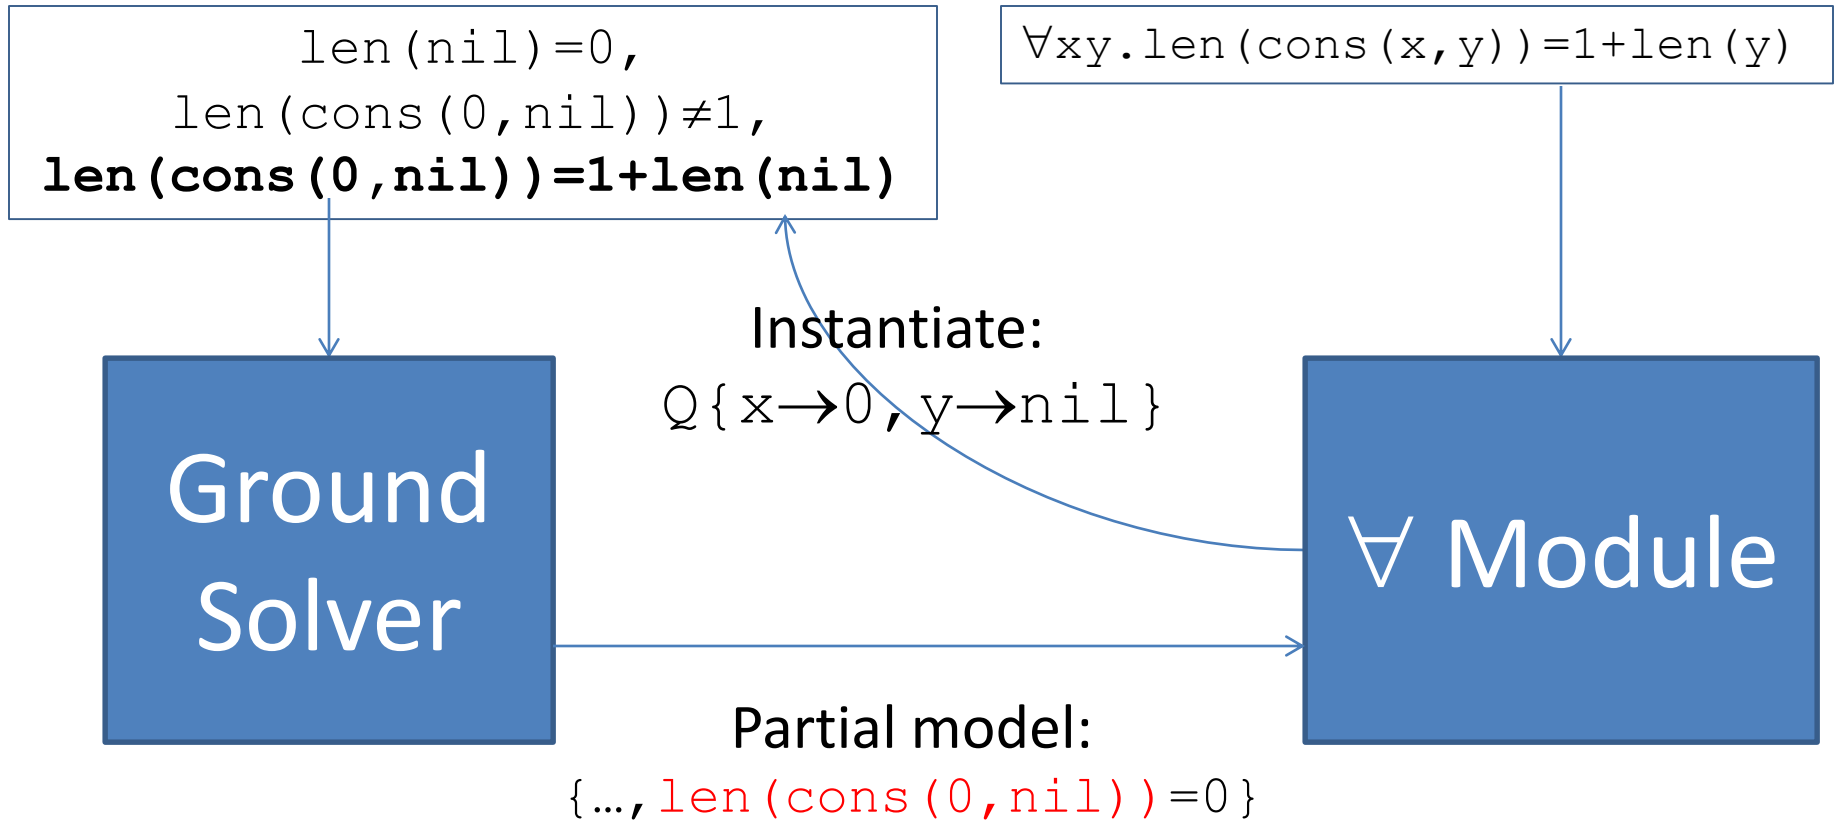 len(nil)=0,
len(cons(0,nil))≠1,
len(cons(0,nil))=1+len(nil)
∀xy.len(cons(x,y))=1+len(y)
Instantiate:
Q{x→0,y→nil}
Ground
Solver
∀ Module
Partial model:
{…,len(cons(0,nil))=0}